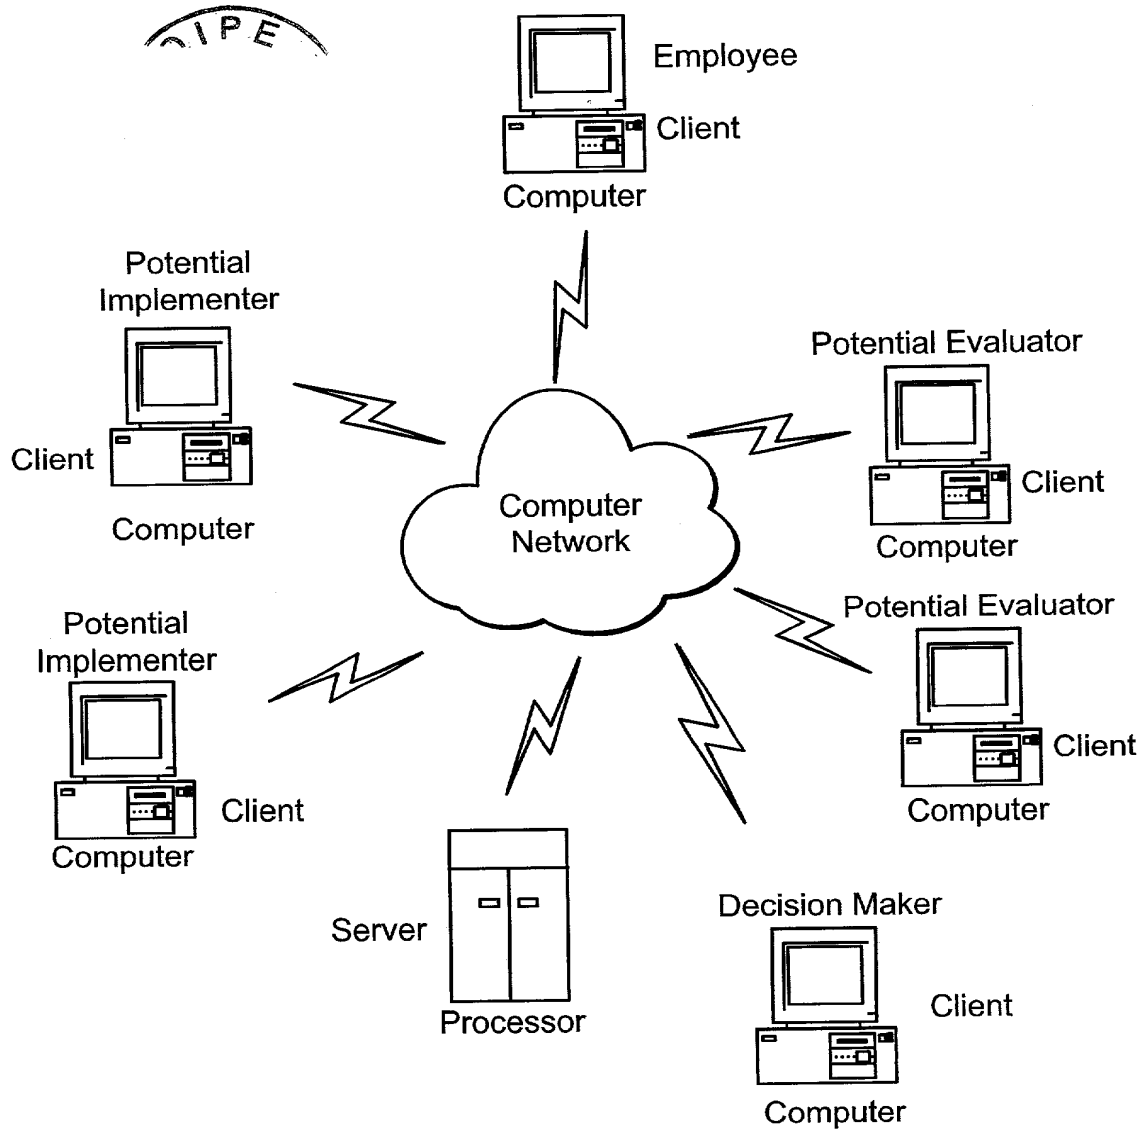 OIPE
Employee
Client
Computer
Potential
Implementer
Client
Computer
Potential Evaluator
Client
Computer
Computer
Network
Potential
Implementer
Client
Computer
Potential Evaluator
Client
Computer
Server
Processor
Decision Maker
Client
Computer